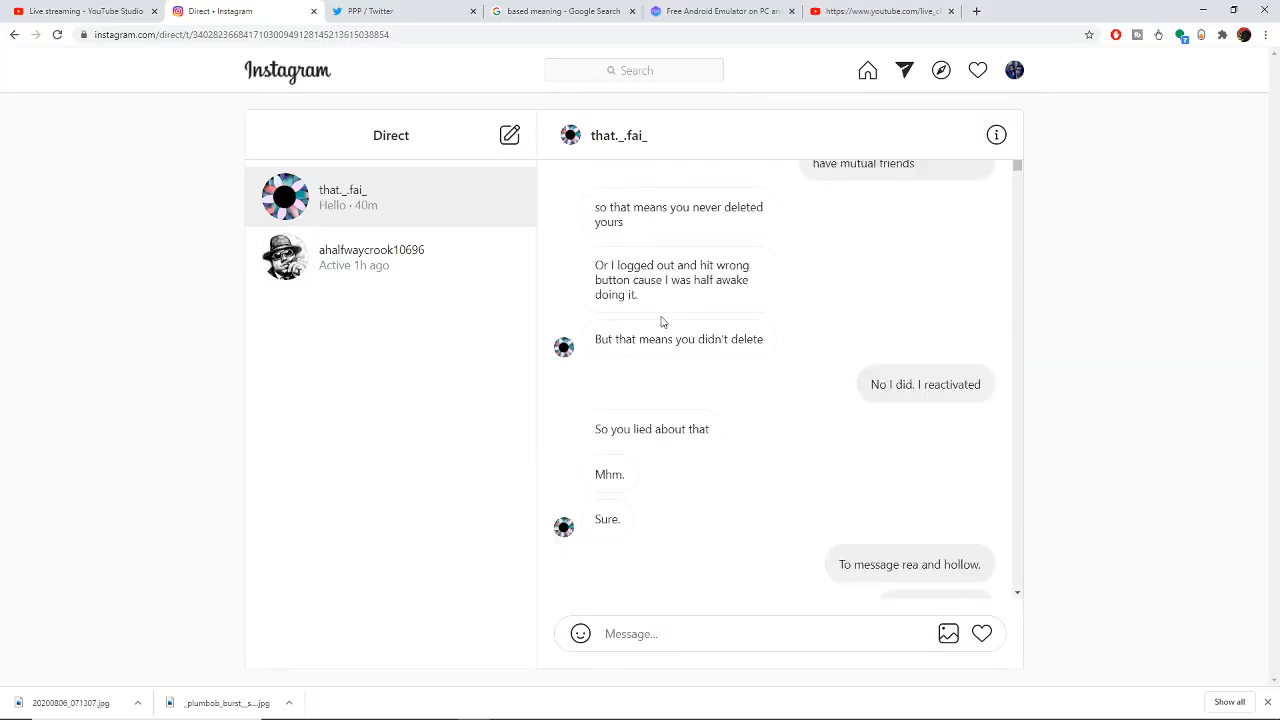 Live streaming - YouTube Studio
Direct • Instagram
PPP / Twitter
based meaning - Google Search
Free Android Emulator on PC an
https://www.youtube.com/live_cl
instagram.com/direct/t/340282366841710300949128145213615038854
Instagram
Search
Direct
that._.fai_
that._.fai_
Hello · 40m
ahalfwaycrook10696
Active 1h ago
have mutual friends
so that means you never deleted
yours
Or I logged out and hit wrong
button cause I was half awake
doing it.
But that means you didn't delete
No I did. I reactivated
So you lied about that
Mhm.
Sure.
To message rea and hollow.
Message...
20200806_071307.jpg
_plumbob_burst__s....jpg
Show all